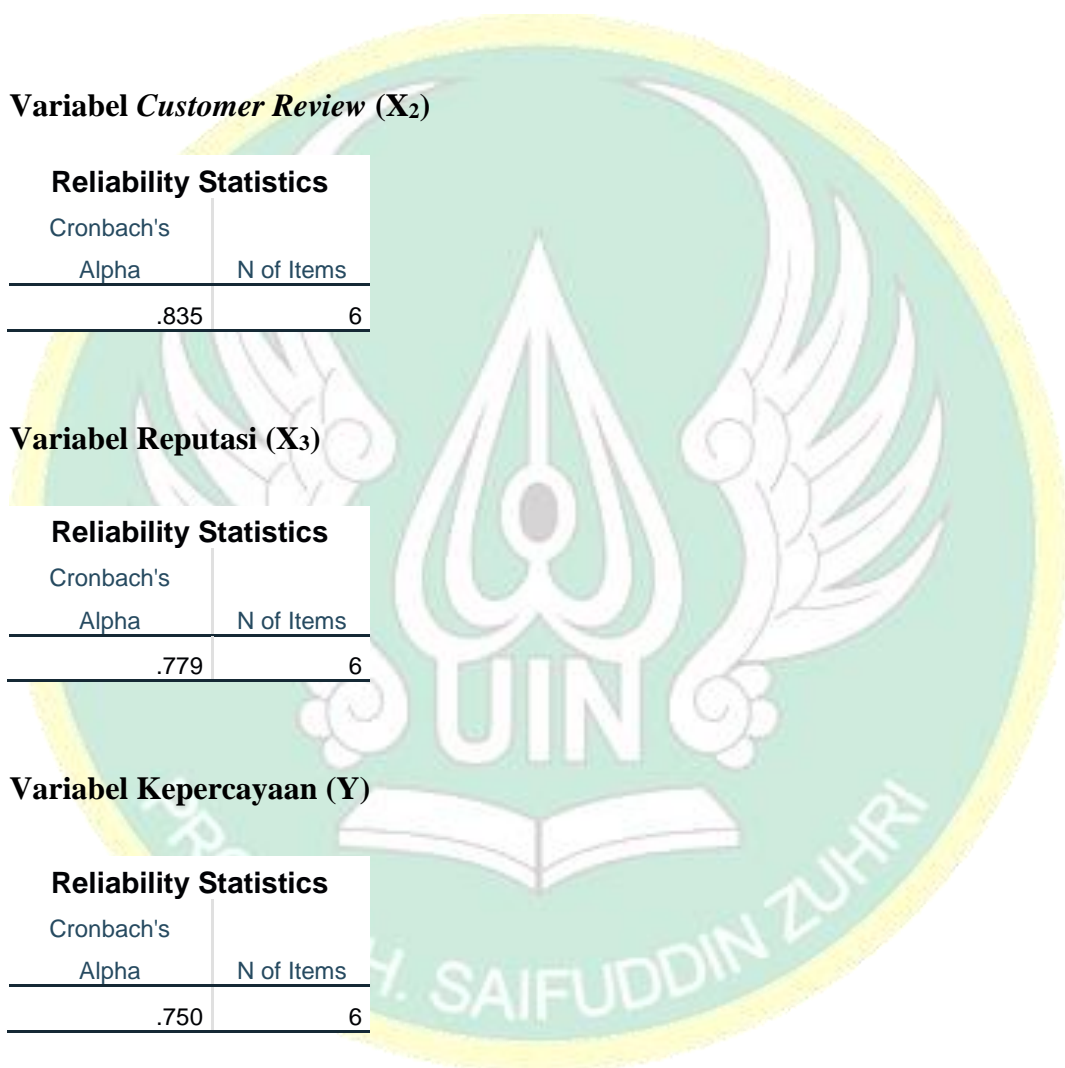 Variabel Customer Review (X₂)
Reliability Statistics
Cronbach's
Alpha N of Items
.835 6
Variabel Reputasi (X₃)
Reliability Statistics
Cronbach's
Alpha N of Items
.779 6
UIN
Variabel Kepercayaan (Y)
Reliability Statistics
Cronbach's
Alpha N of Items
.750 6
H. SAIFUDDIN ZUHRI